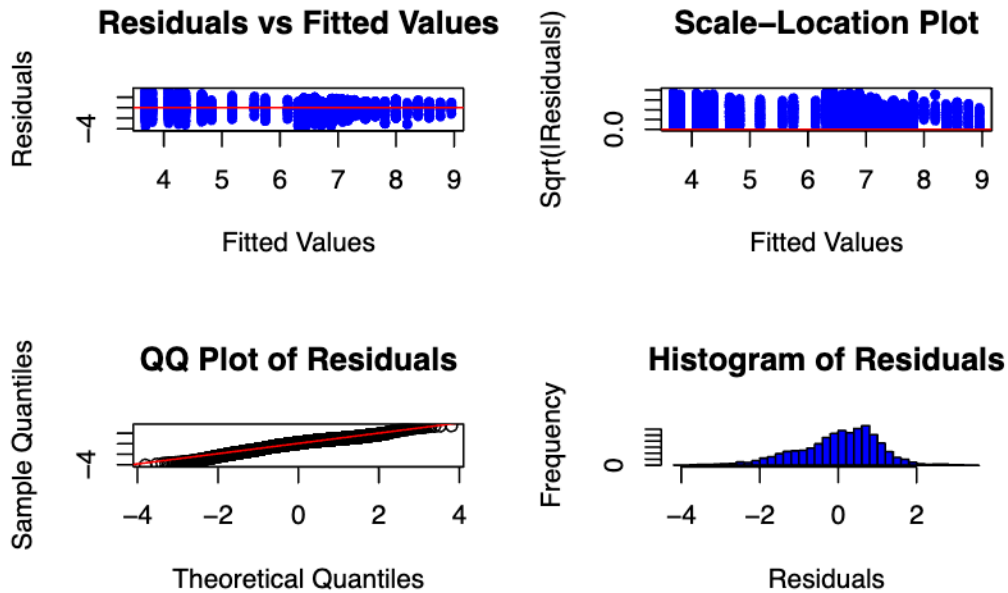 Residuals vs Fitted Values
Residuals
−4
4 5 6 7 8 9
Fitted Values
Scale−Location Plot
Sqrt(|Residuals|)
0.0
4 5 6 7 8 9
Fitted Values
QQ Plot of Residuals
Sample Quantiles
−4
−4 −2 0 2 4
Theoretical Quantiles
Histogram of Residuals
Frequency
0
−4 −2 0 2
Residuals